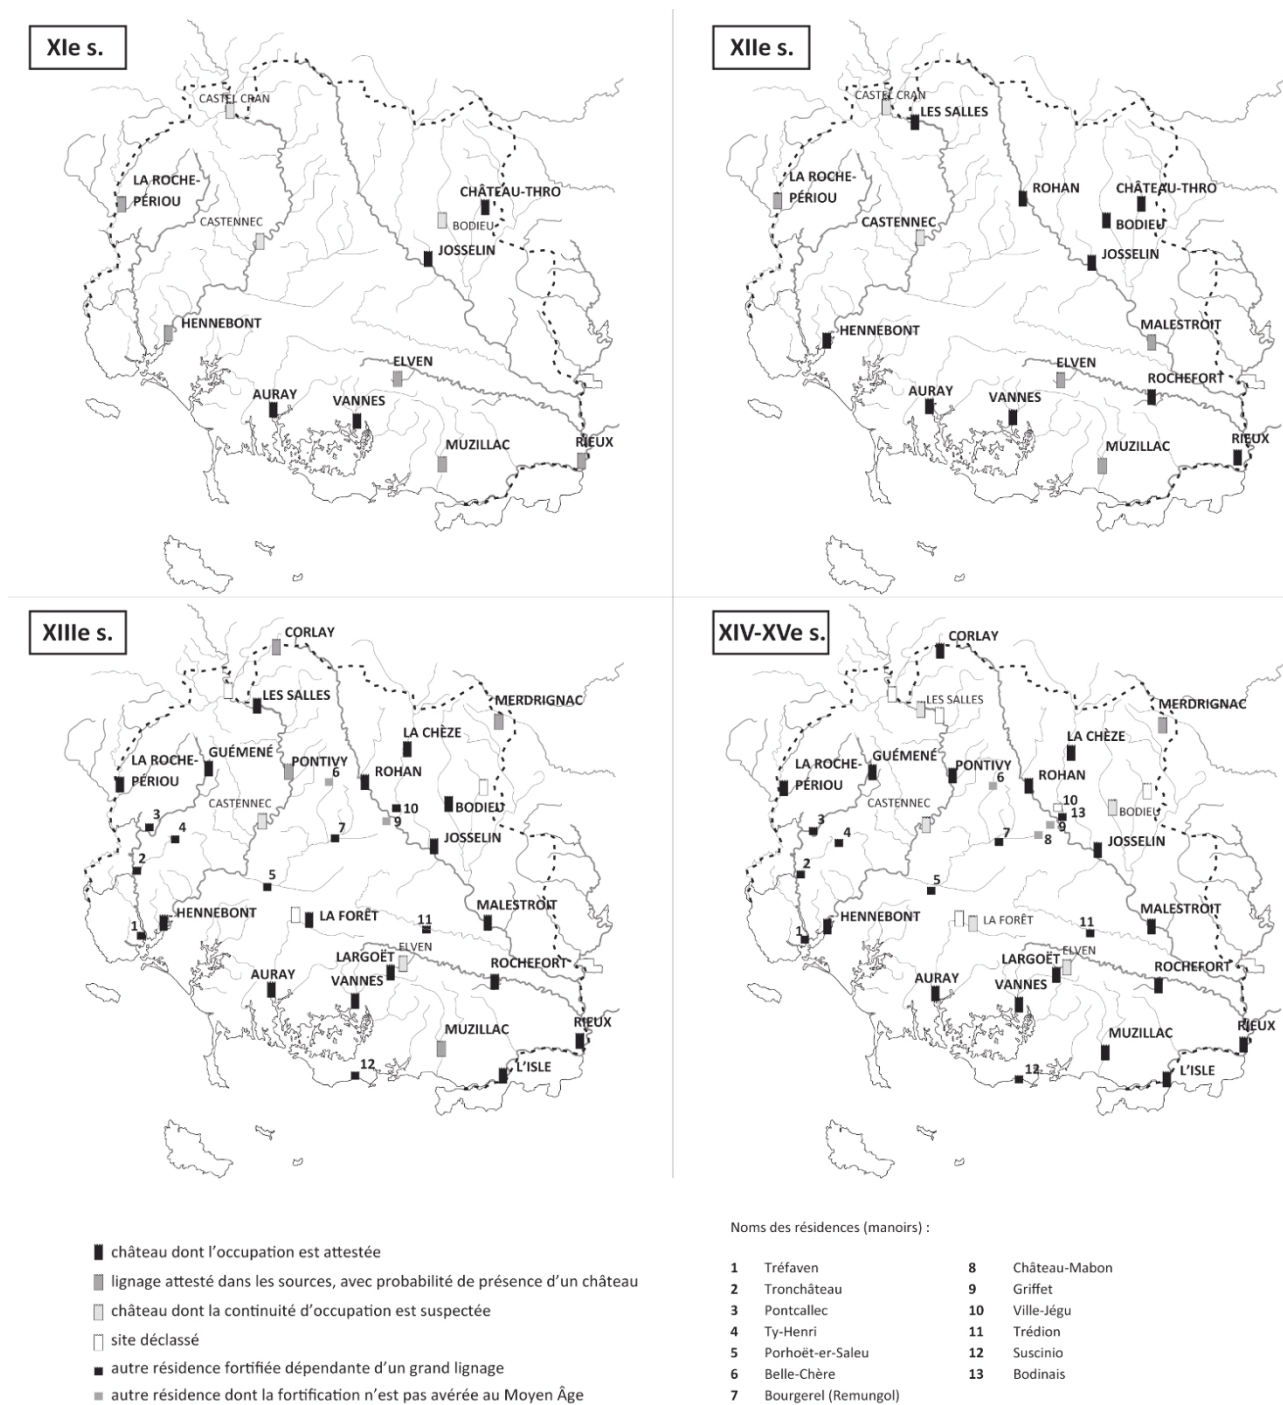 XIe s.
CASTEL CRAN
LA ROCHE-
PÉRIOU
CHÂTEAU-THRO
CASTENNEC
BODIEU
JOSSELIN
HENNEBONT
ELVEN
AURAY
VANNES
MUZILLAC
RIEUX
XIIe s.
CASTEL CRAN
LES SALLES
LA ROCHE-
PÉRIOU
ROHAN
CHÂTEAU-THRO
CASTENNEC
BODIEU
JOSSELIN
HENNEBONT
MALESTROIT
ELVEN
ROCHEFORT
AURAY
VANNES
MUZILLAC
RIEUX
XIIIe s.
CORLAY
LES SALLES
MERDRIGNAC
LA CHÈZE
GUÉMENÉ
LA ROCHE-
PÉRIOU
PONTIVY
6
ROHAN
CASTENNEC
BODIEU
10
9
3
4
7
JOSSELIN
2
5
HENNEBONT
LA FORÊT
MALESTROIT
1
11
ELVEN
LARGOËT
ROCHEFORT
AURAY
VANNES
MUZILLAC
RIEUX
12
L'ISLE
XIV-XVe s.
CORLAY
LES SALLES
MERDRIGNAC
LA CHÈZE
GUÉMENÉ
LA ROCHE-
PÉRIOU
PONTIVY
6
ROHAN
CASTENNEC
10
13
BODIEU
9
3
4
7
8
JOSSELIN
2
5
HENNEBONT
LA FORÊT
MALESTROIT
1
11
ELVEN
LARGOËT
ROCHEFORT
AURAY
VANNES
MUZILLAC
RIEUX
12
L'ISLE
château dont l'occupation est attestée
lignage attesté dans les sources, avec probabilité de présence d'un château
château dont la continuité d'occupation est suspectée
site déclassé
autre résidence fortifiée dépendante d'un grand lignage
autre résidence dont la fortification n'est pas avérée au Moyen Âge
Noms des résidences (manoirs) :
1 Tréfaven
2 Tronchâteau
3 Pontcallec
4 Ty-Henri
5 Porhoët-er-Saleu
6 Belle-Chère
7 Bourgerel (Remungol)
8 Château-Mabon
9 Griffet
10 Ville-Jégu
11 Trédion
12 Suscinio
13 Bodinais